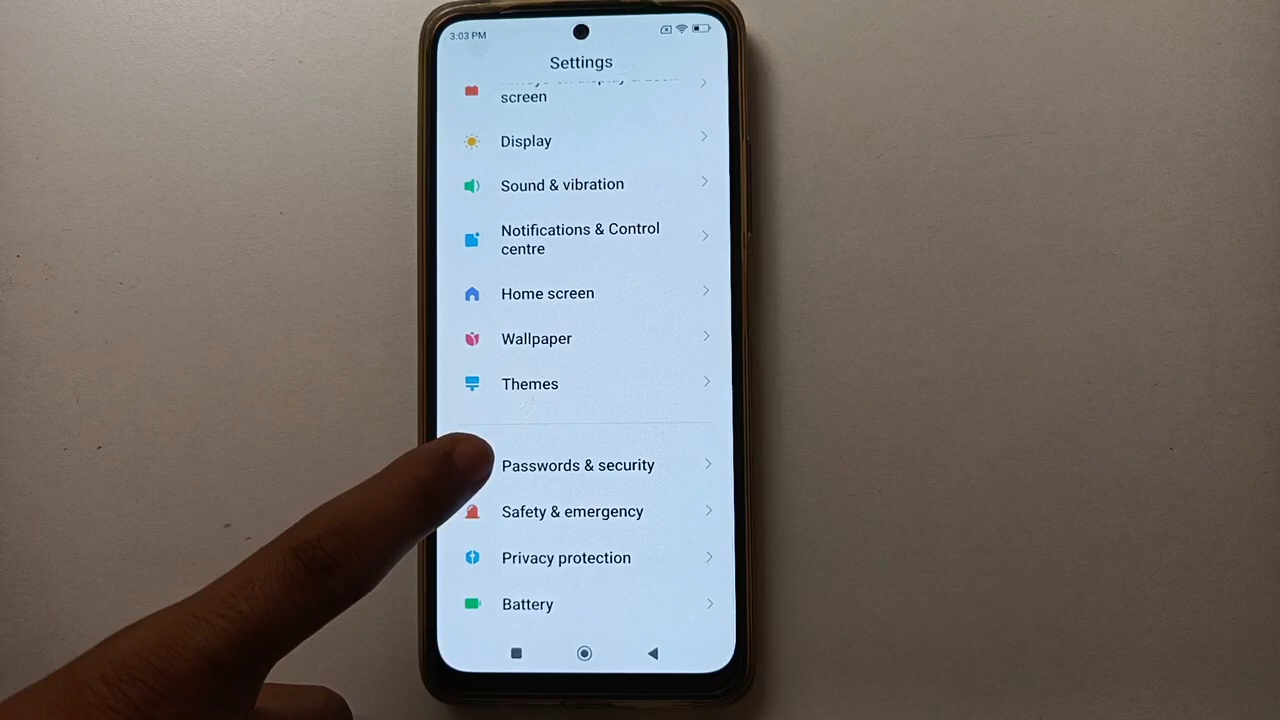 3:03 PM
Settings
screen
Display
Sound & vibration
Notifications & Control
centre
Home screen
Wallpaper
Themes
Passwords & security
Safety & emergency
Privacy protection
Battery